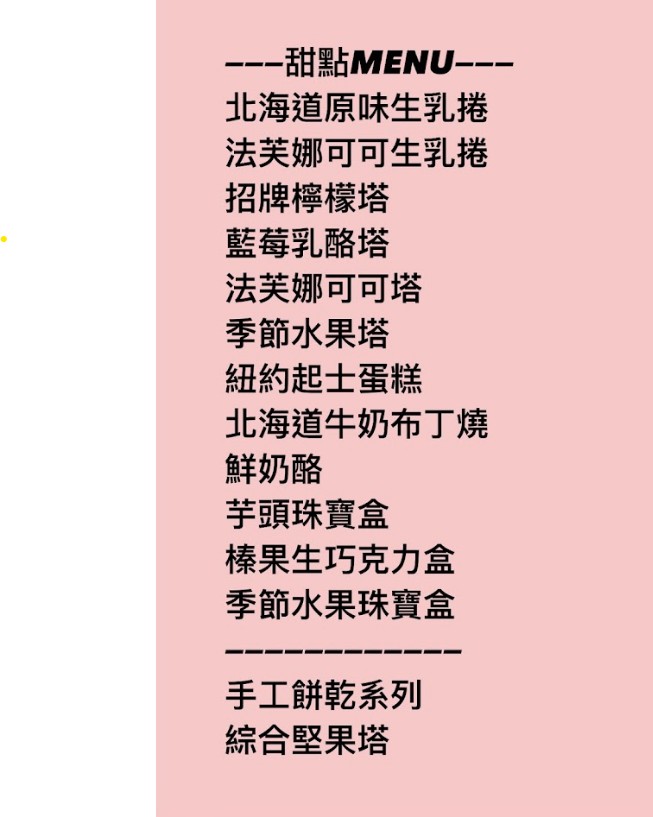 ---甜點MENU---
北海道原味生乳捲
法芙娜可可生乳捲
招牌檸檬塔
藍莓乳酪塔
法芙娜可可塔
季節水果塔
紐約起士蛋糕
北海道牛奶布丁燒
鮮奶酪
芋頭珠寶盒
榛果生巧克力盒
季節水果珠寶盒
------------
手工餅乾系列
綜合堅果塔